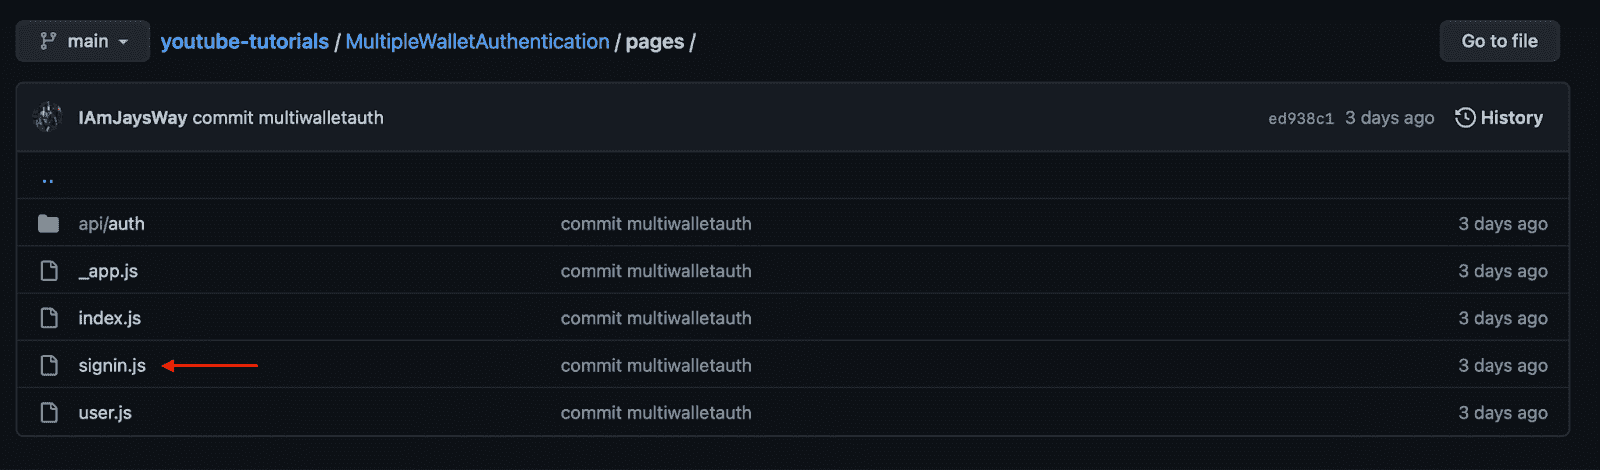 main youtube-tutorials / MultipleWalletAuthentication / pages / Go to file
IAmJaysWay commit multiwalletauth ed938c1 3 days ago History
..
api/auth commit multiwalletauth 3 days ago
_app.js commit multiwalletauth 3 days ago
index.js commit multiwalletauth 3 days ago
signin.js commit multiwalletauth 3 days ago
user.js commit multiwalletauth 3 days ago